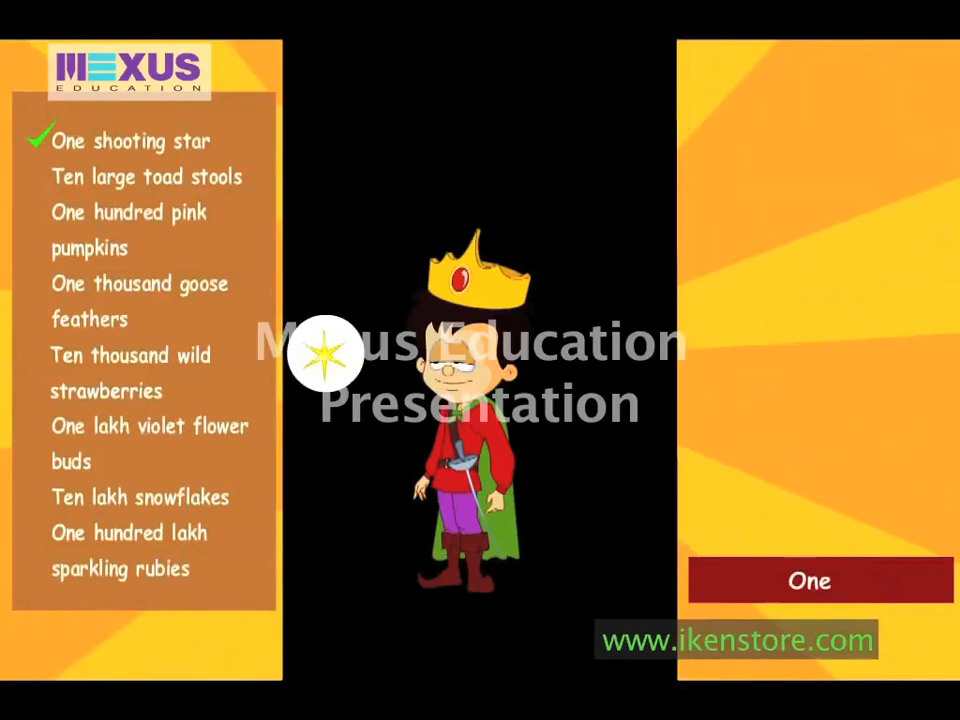 MEXUS
EDUCATION
One shooting star
Ten large toad stools
One hundred pink
pumpkins
One thousand goose
feathers
Ten thousand wild
strawberries
One lakh violet flower
buds
Ten lakh snowflakes
One hundred lakh
sparkling rubies
Mexus Education
Presentation
One
www.ikenstore.com